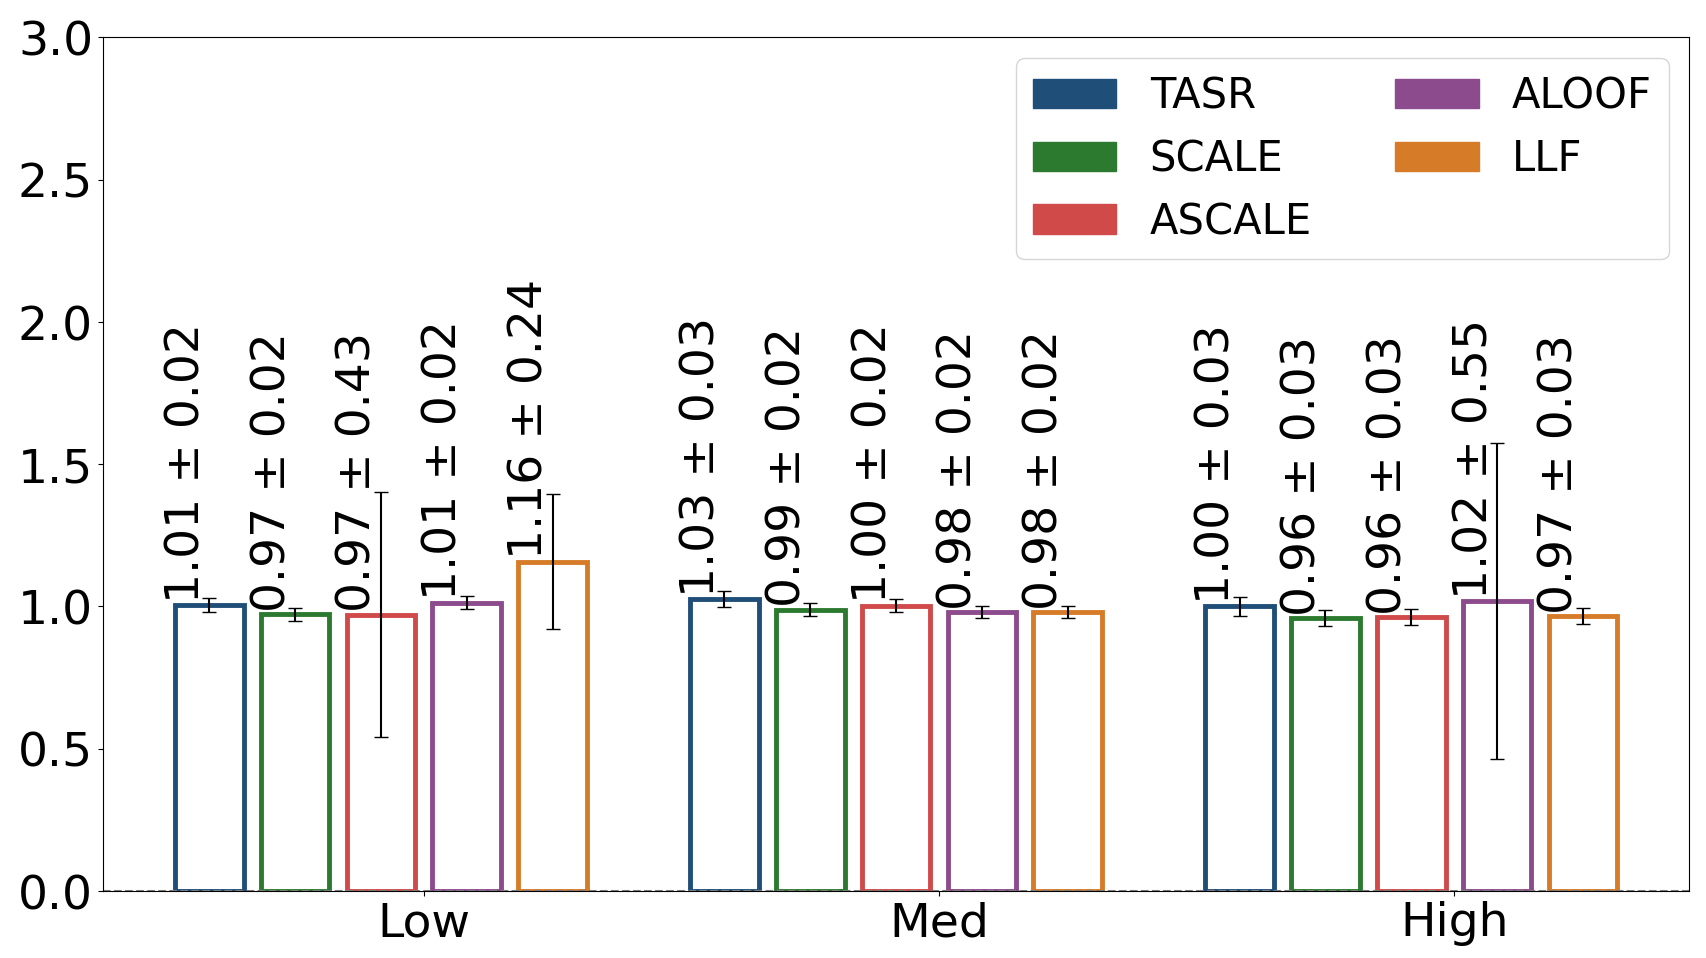 3.0
2.5
2.0
1.5
1.0
0.5
0.0
TASR
SCALE
ASCALE
ALOOF
LLF
1.01 ± 0.02
0.97 ± 0.02
0.97 ± 0.43
1.01 ± 0.02
1.16 ± 0.24
1.03 ± 0.03
0.99 ± 0.02
1.00 ± 0.02
0.98 ± 0.02
0.98 ± 0.02
1.00 ± 0.03
0.96 ± 0.03
0.96 ± 0.03
1.02 ± 0.55
0.97 ± 0.03
Low
Med
High